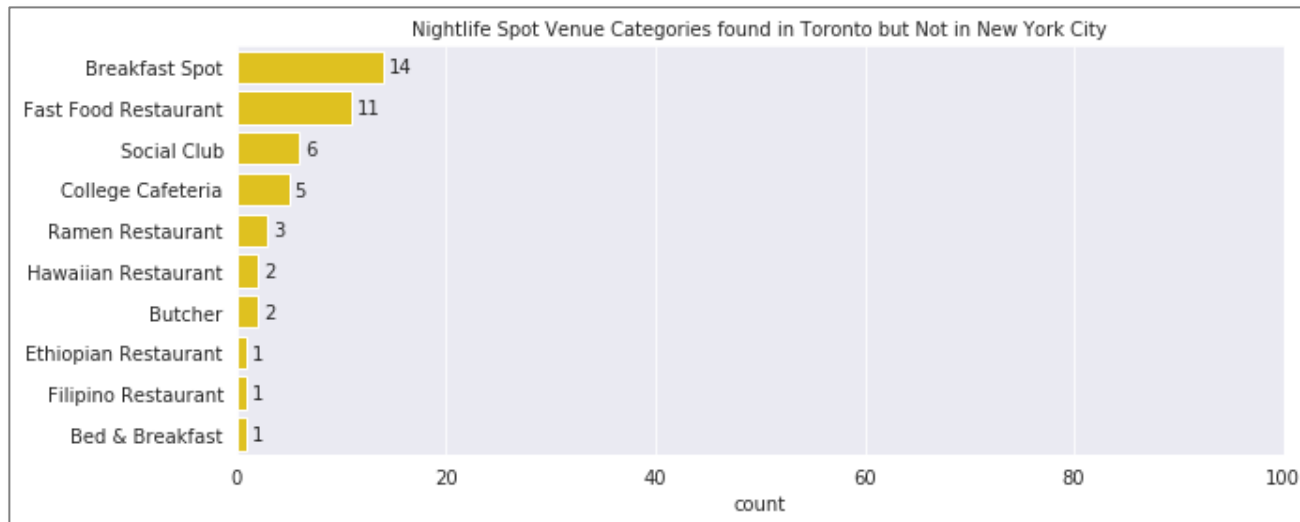 Nightlife Spot Venue Categories found in Toronto but Not in New York City
Breakfast Spot 14
Fast Food Restaurant 11
Social Club 6
College Cafeteria 5
Ramen Restaurant 3
Hawaiian Restaurant 2
Butcher 2
Ethiopian Restaurant 1
Filipino Restaurant 1
Bed & Breakfast 1
0 20 40 60 80 100
count